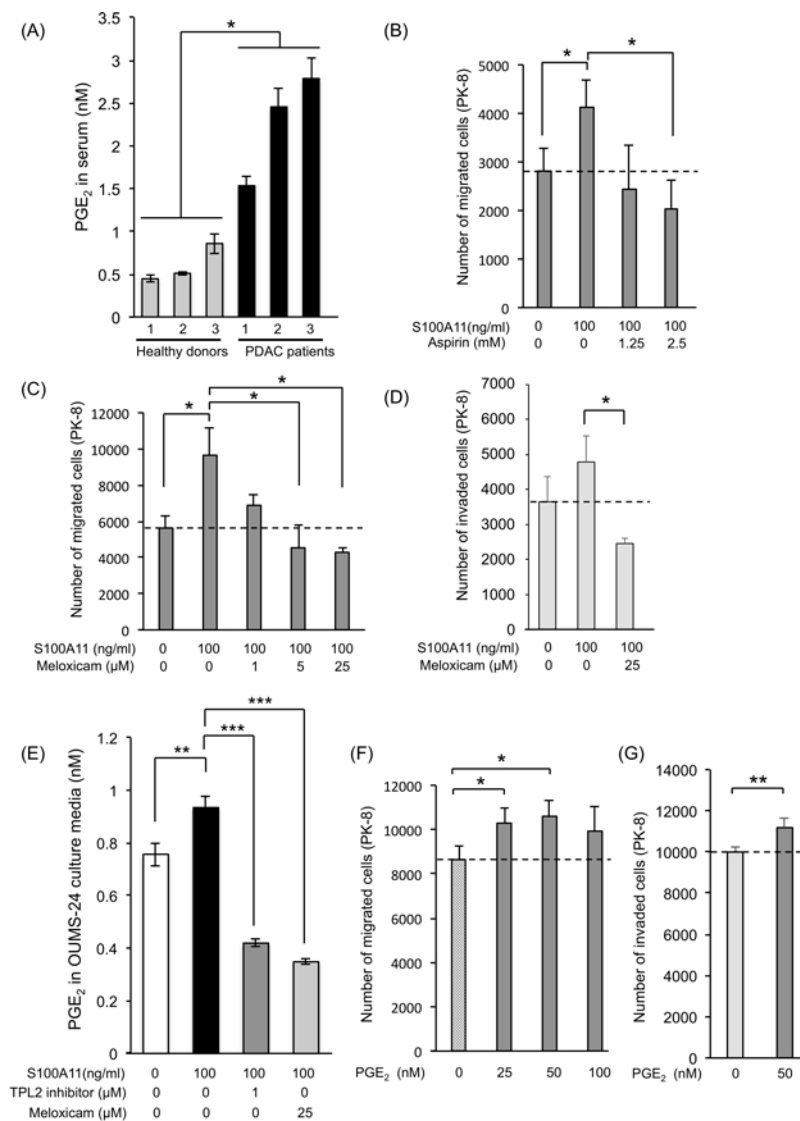 (A)
PGE2 in serum (nM)
3.5
3
2.5
2
1.5
1
0.5
0
*
1 2 3 1 2 3
Healthy donors PDAC patients
(B)
Number of migrated cells (PK-8)
5000
4000
3000
2000
1000
0
* *
S100A11(ng/ml) 0 100 100 100
Aspirin (mM) 0 0 1.25 2.5
(C)
Number of migrated cells (PK-8)
12000
10000
8000
6000
4000
2000
0
*
*
*
S100A11 (ng/ml) 0 100 100 100 100
Meloxicam (μM) 0 0 1 5 25
(D)
Number of invaded cells (PK-8)
7000
6000
5000
4000
3000
2000
1000
0
*
S100A11 (ng/ml) 0 100 100
Meloxicam (μM) 0 0 25
(E)
PGE2 in OUMS-24 culture media (nM)
1.2
1
0.8
0.6
0.4
0.2
0
***
***
**
S100A11(ng/ml) 0 100 100 100
TPL2 inhibitor (μM) 0 0 1 0
Meloxicam (μM) 0 0 0 25
(F)
Number of migrated cells (PK-8)
12000
10000
8000
6000
4000
2000
0
*
*
PGE2 (nM) 0 25 50 100
(G)
Number of invaded cells (PK-8)
14000
12000
10000
8000
6000
4000
2000
0
**
PGE2 (nM) 0 50